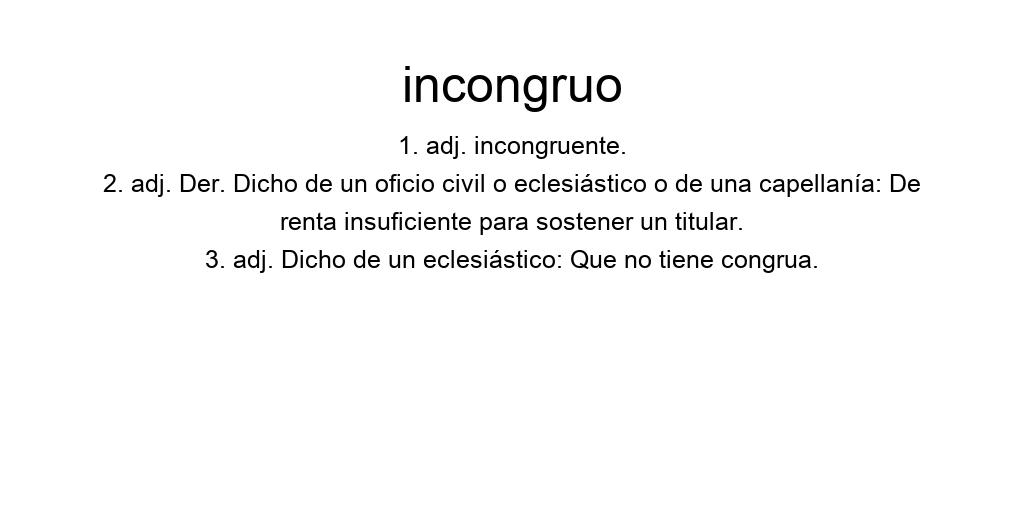 incongruo
1. adj. incongruente.
2. adj. Der. Dicho de un oficio civil o eclesiástico o de una capellanía: De
renta insuficiente para sostener un titular.
3. adj. Dicho de un eclesiástico: Que no tiene congrua.